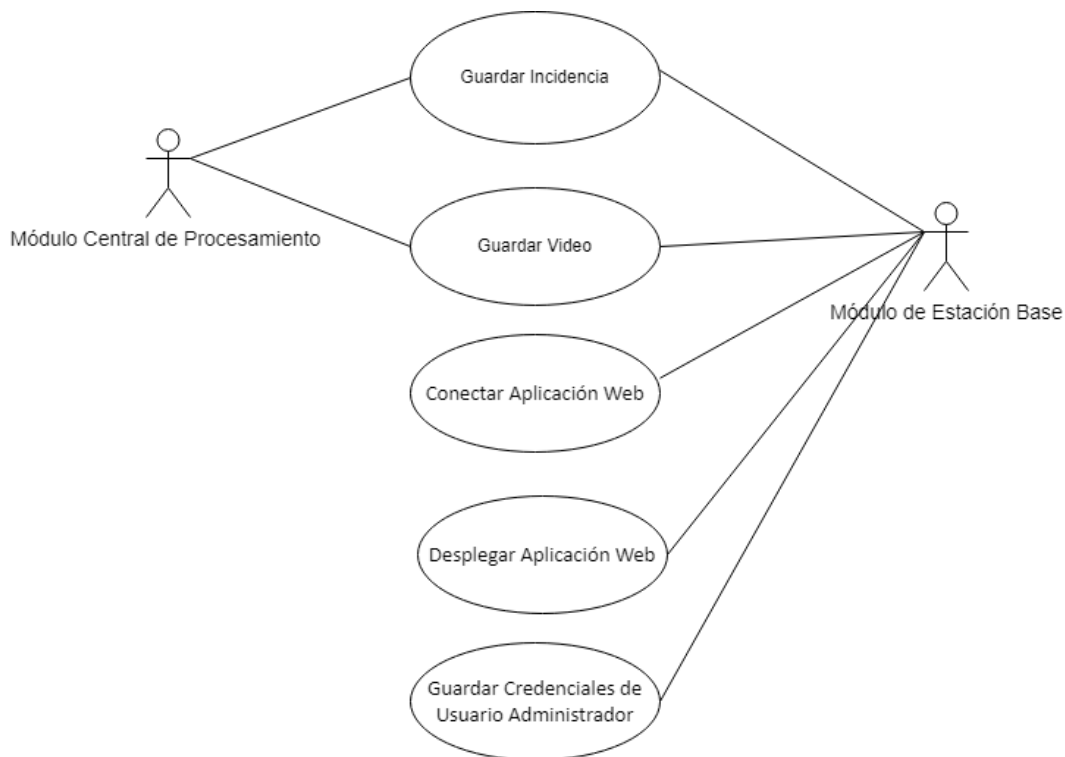 Guardar Incidencia
Módulo Central de Procesamiento
Guardar Video
Módulo de Estación Base
Conectar Aplicación Web
Desplegar Aplicación Web
Guardar Credenciales de
Usuario Administrador